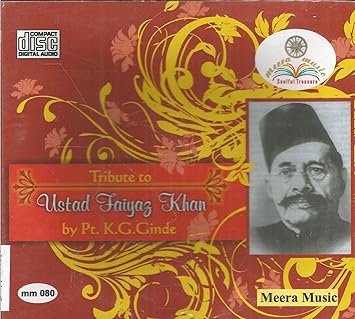 COMPACT
disc
DIGITAL AUDIO
meera music
Soulful Treasure
Tribute to
Ustad Faiyaz Khan
by Pt. K.G.Ginde
mm 080
Meera Music